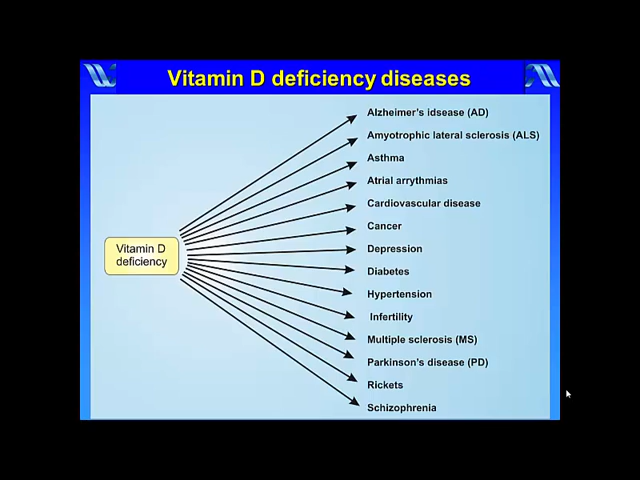 Vitamin D deficiency diseases
Vitamin D
deficiency
Alzheimer's idsease (AD)
Amyotrophic lateral sclerosis (ALS)
Asthma
Atrial arrythmias
Cardiovascular disease
Cancer
Depression
Diabetes
Hypertension
Infertility
Multiple sclerosis (MS)
Parkinson's disease (PD)
Rickets
Schizophrenia